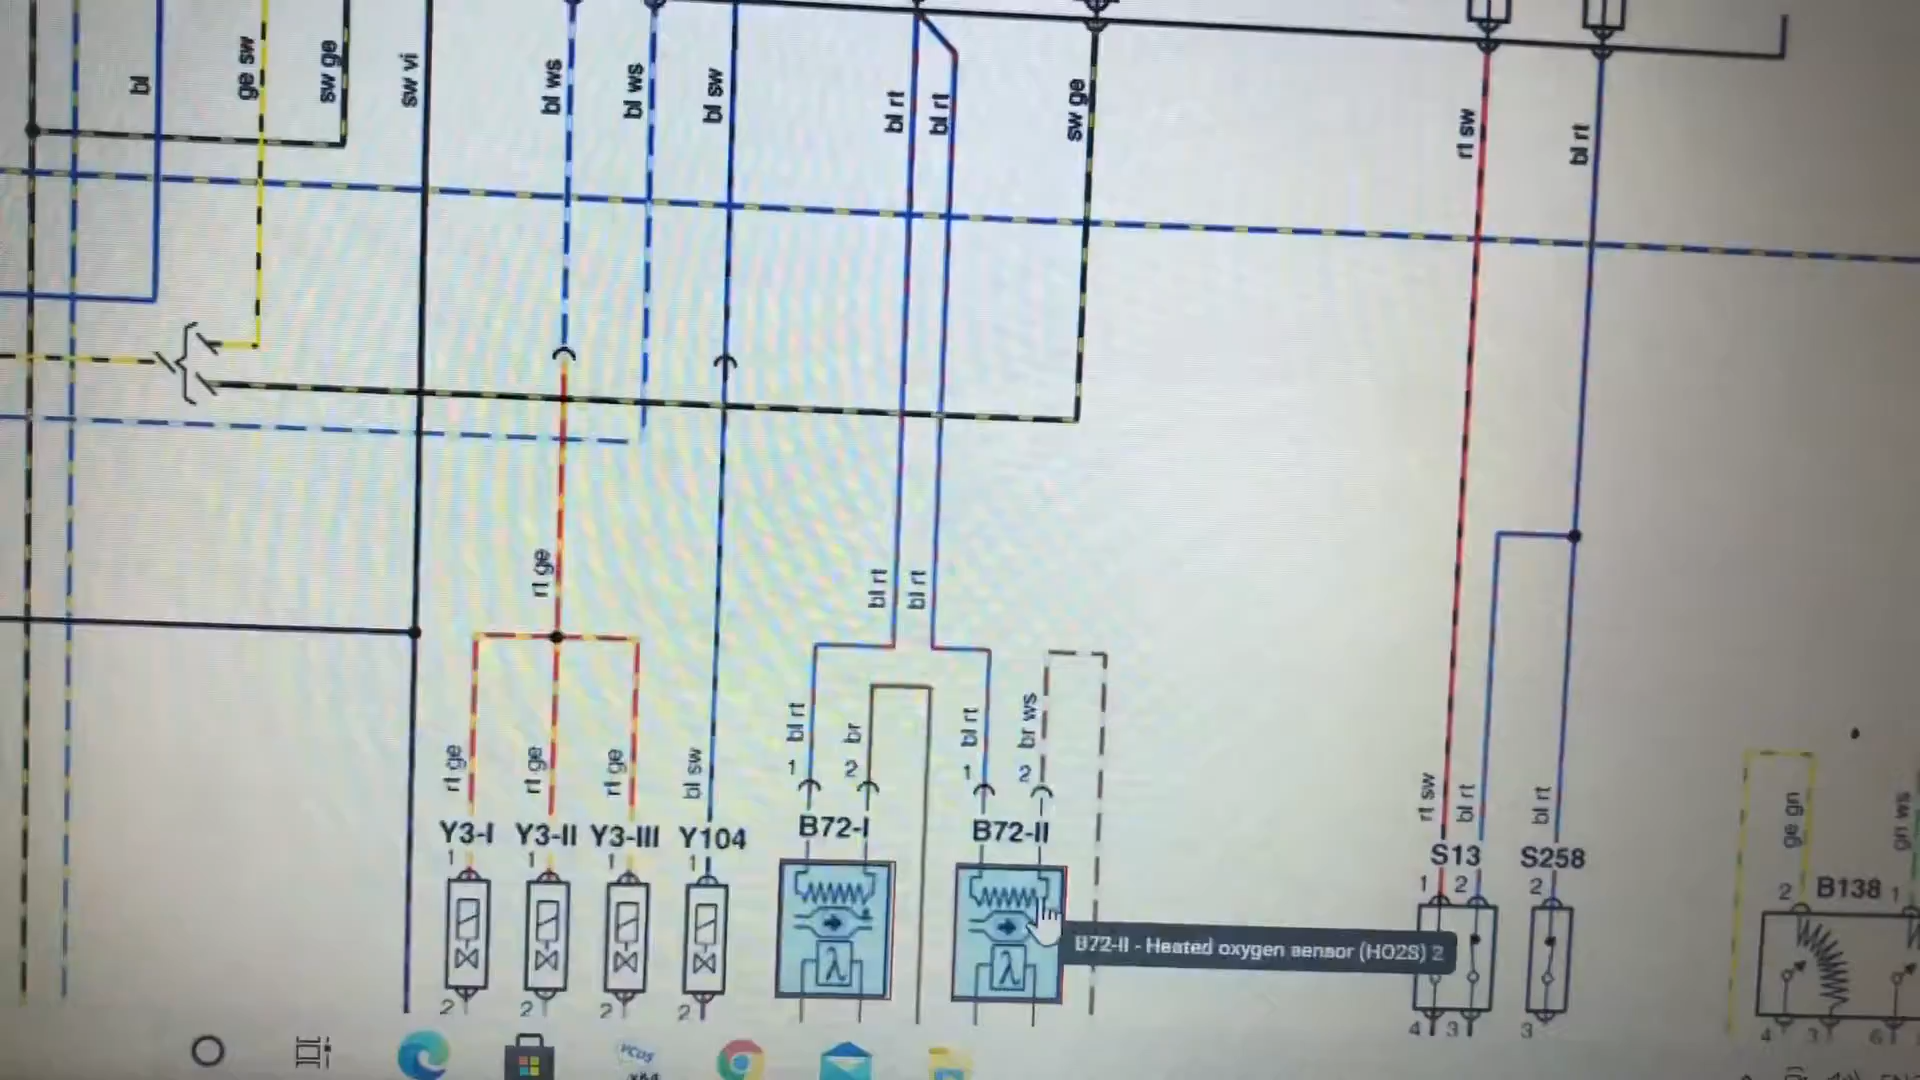 bl
ge sw
sw ge
sw vi
bl ws
bl ws
bl sw
bl rt
bl rt
sw ge
rt sw
bl rt
rt ge
bl rt
bl rt
rt ge
rt ge
rt ge
bl sw
bl rt
br
bl rt
br ws
rt sw
bl rt
bl rt
ge gn
gn ws
1 2 1 2
Y3-I Y3-II Y3-III Y104 B72-I B72-II S13 S258 B138
1 1 1 1 1 2 2 2 1
λ λ
B72-II - Heated oxygen sensor (HO2S) 2
2 2 2 2 4 3 3 4 3 6
VCDS